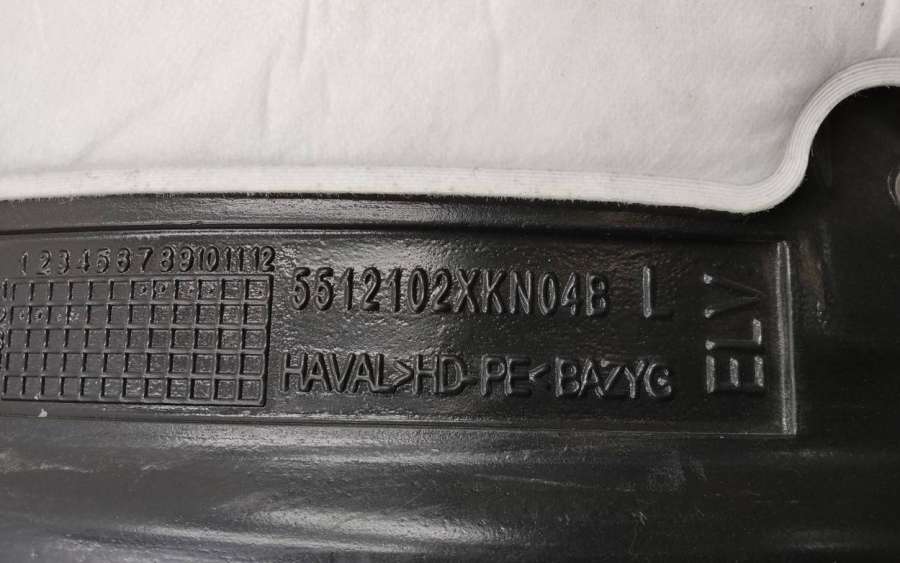 1 2 3 4 5 6 7 8 9 10 11 12
5512102XKN04B L
HAVAL>HD-PE< BAZYG
ELV